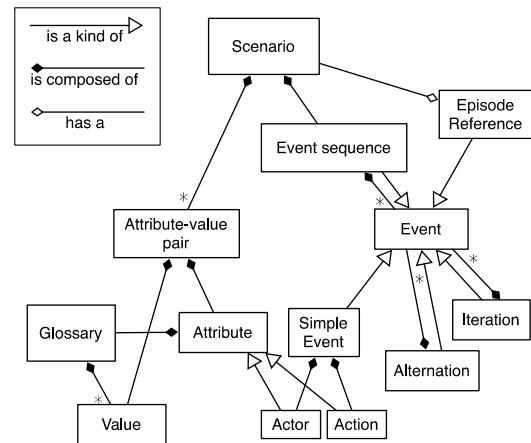 is a kind of
is composed of
has a
Scenario
Episode
Reference
Event sequence
*
*
Attribute-value
pair
Event
*
*
Glossary
Attribute
Simple
Event
Iteration
Alternation
*
Value
Actor
Action